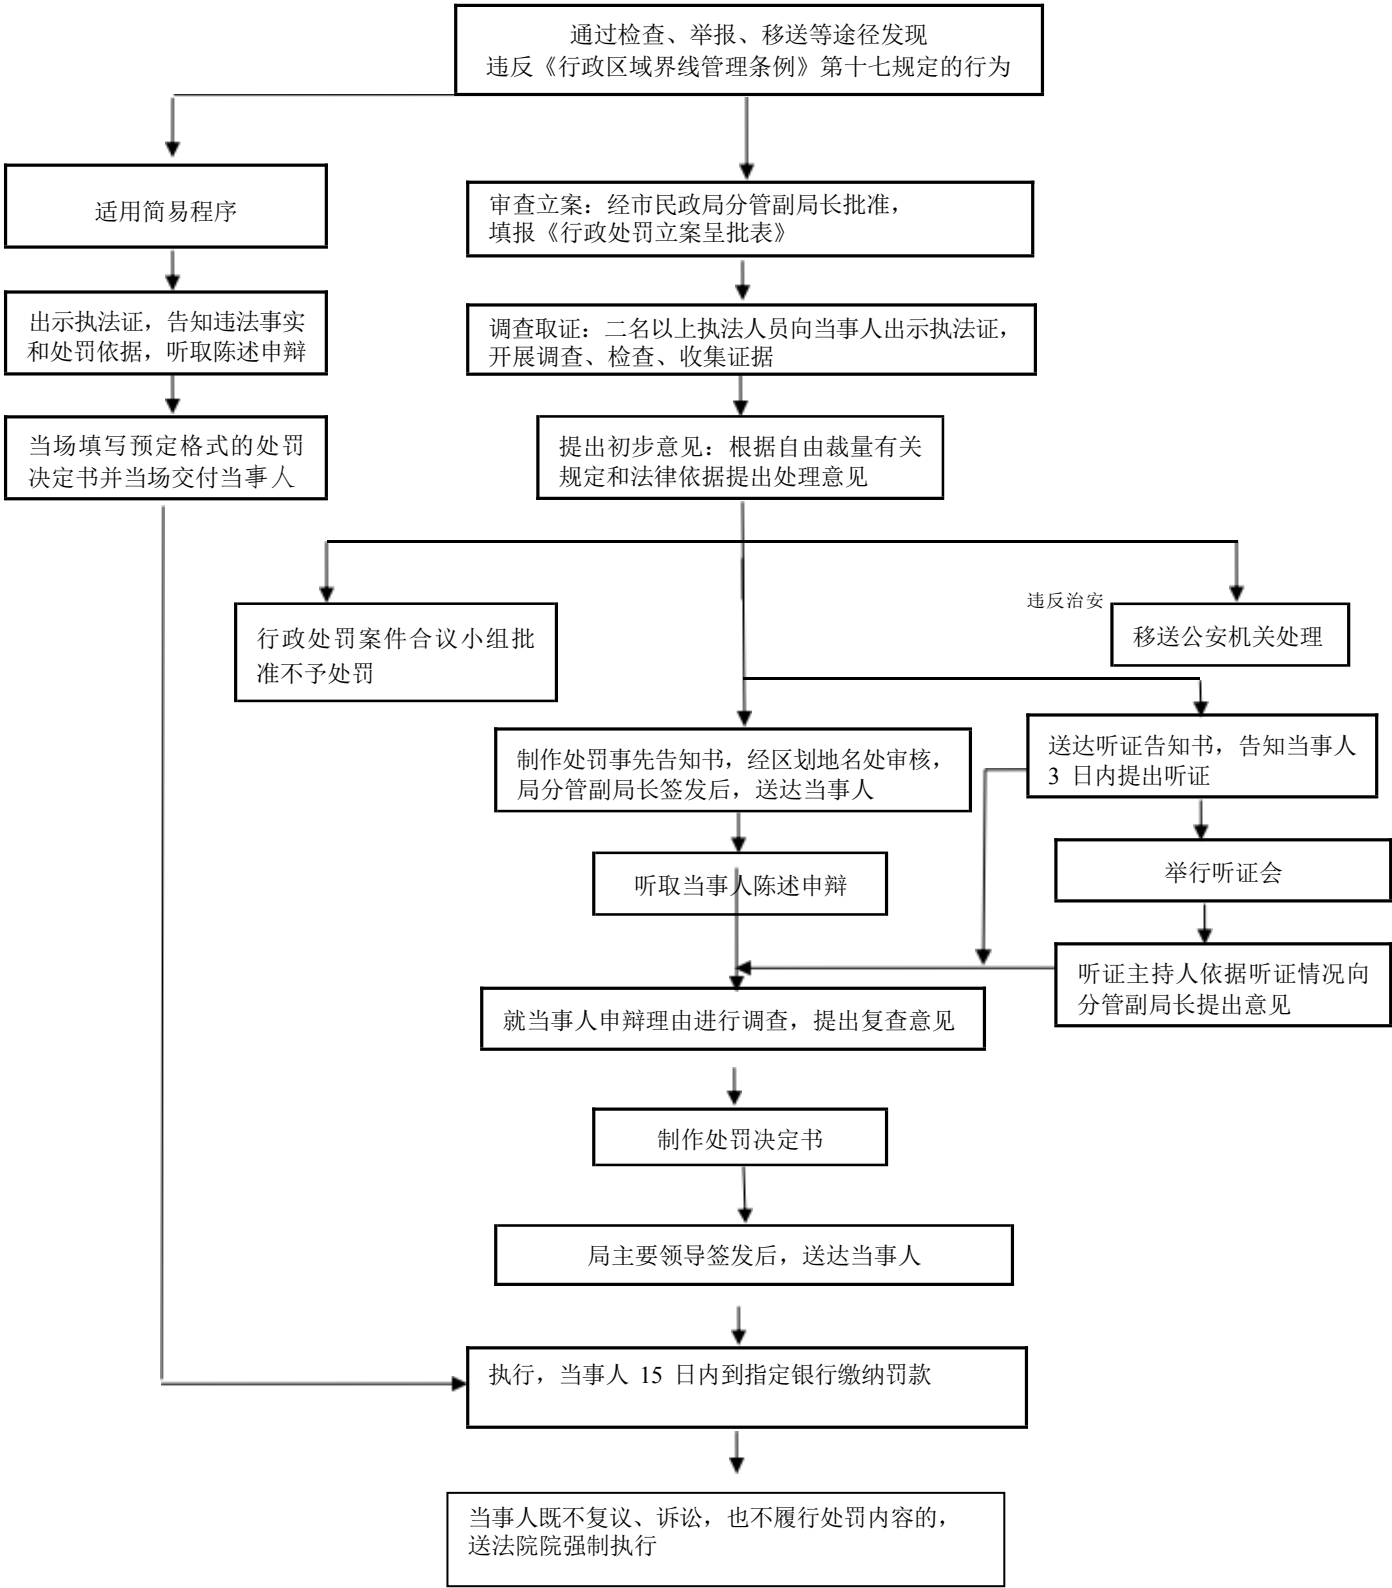 通过检查、举报、移送等途径发现
违反《行政区域界线管理条例》第十七规定的行为
适用简易程序
审查立案：经市民政局分管副局长批准，
填报《行政处罚立案呈批表》
出示执法证，告知违法事实
和处罚依据，听取陈述申辩
调查取证：二名以上执法人员向当事人出示执法证，
开展调查、检查、收集证据
当场填写预定格式的处罚
决定书并当场交付当事人
提出初步意见：根据自由裁量有关
规定和法律依据提出处理意见
行政处罚案件合议小组批
准不予处罚
违反治安
移送公安机关处理
制作处罚事先告知书，经区划地名处审核，
局分管副局长签发后，送达当事人
送达听证告知书，告知当事人
3 日内提出听证
听取当事人陈述申辩
举行听证会
听证主持人依据听证情况向
分管副局长提出意见
就当事人申辩理由进行调查，提出复查意见
制作处罚决定书
局主要领导签发后，送达当事人
执行，当事人 15 日内到指定银行缴纳罚款
当事人既不复议、诉讼，也不履行处罚内容的，
送法院院强制执行